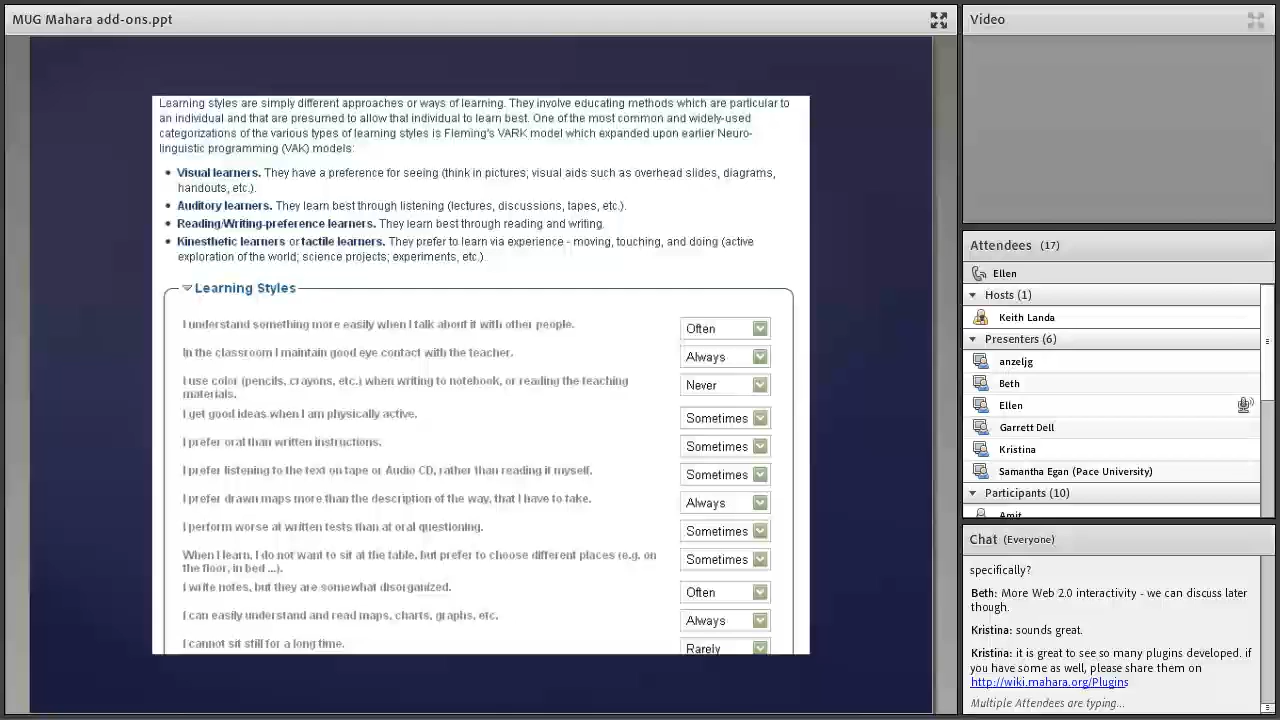 MUG Mahara add-ons.ppt
Learning styles are simply different approaches or ways of learning. They involve educating methods which are particular to
an individual and that are presumed to allow that individual to learn best. One of the most common and widely-used
categorizations of the various types of learning styles is Fleming's VARK model which expanded upon earlier Neuro-
linguistic programming (VAK) models:
• Visual learners. They have a preference for seeing (think in pictures; visual aids such as overhead slides, diagrams,
handouts, etc.).
• Auditory learners. They learn best through listening (lectures, discussions, tapes, etc.).
• Reading/Writing-preference learners. They learn best through reading and writing.
• Kinesthetic learners or tactile learners. They prefer to learn via experience - moving, touching, and doing (active
exploration of the world; science projects; experiments, etc.).
Learning Styles
I understand something more easily when I talk about it with other people. Often
In the classroom I maintain good eye contact with the teacher. Always
I use color (pencils, crayons, etc.) when writing to notebook, or reading the teaching
materials. Never
I get good ideas when I am physically active. Sometimes
I prefer oral than written instructions. Sometimes
I prefer listening to the text on tape or Audio CD, rather than reading it myself. Sometimes
I prefer drawn maps more than the description of the way, that I have to take. Always
I perform worse at written tests than at oral questioning. Sometimes
When I learn, I do not want to sit at the table, but prefer to choose different places (e.g. on
the floor, in bed ...). Sometimes
I write notes, but they are somewhat disorganized. Often
I can easily understand and read maps, charts, graphs, etc. Always
I cannot sit still for a long time. Rarely
Video
Attendees (17)
Ellen
Hosts (1)
Keith Landa
Presenters (6)
anzeljg
Beth
Ellen
Garrett Dell
Kristina
Samantha Egan (Pace University)
Participants (10)
Amit
Chat (Everyone)
specifically?
Beth: More Web 2.0 interactivity - we can discuss later
though.
Kristina: sounds great.
Kristina: it is great to see so many plugins developed. if
you have some as well, please share them on
http://wiki.mahara.org/Plugins
Multiple Attendees are typing...